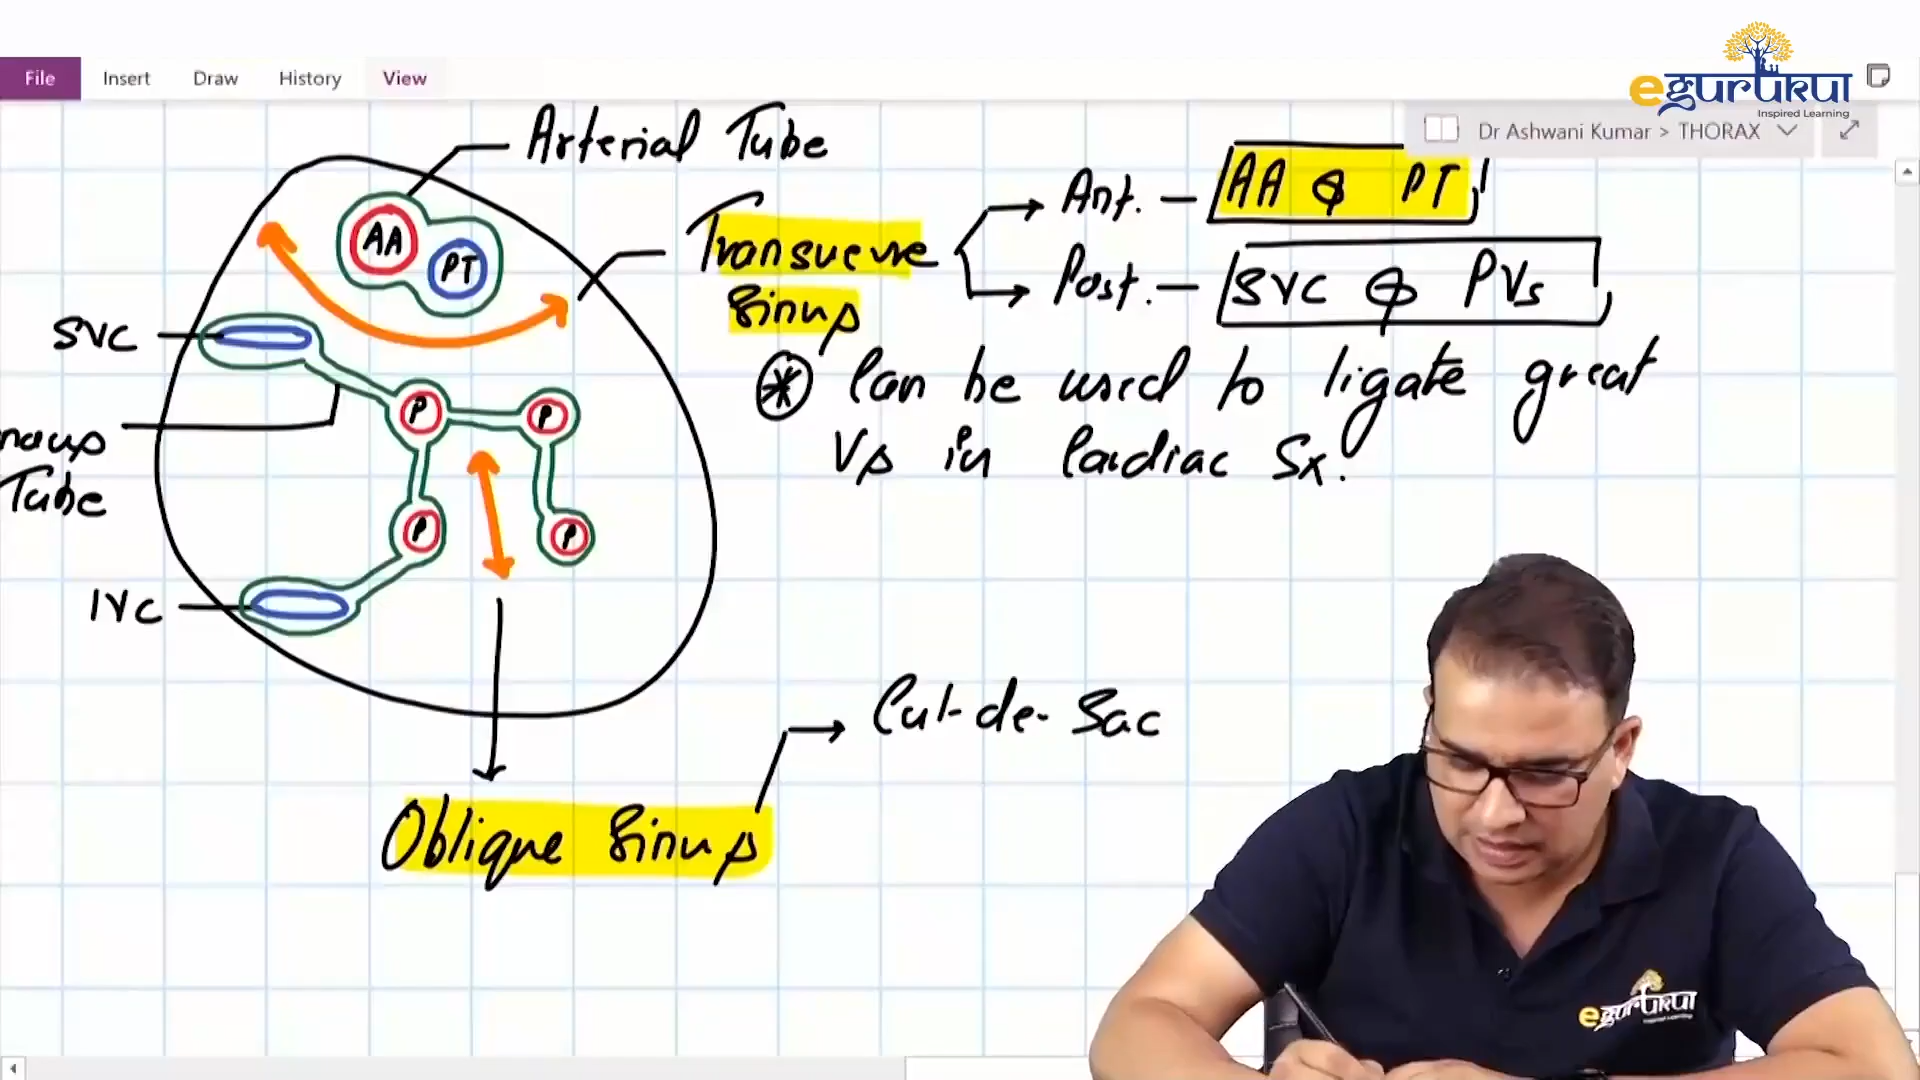 egurukul
Inspired Learning
File Insert Draw History View
Dr Ashwani Kumar > THORAX
Arterial Tube
AA
PT
Transverse
Sinus
Ant. - AA & PT
Post. - SVC & PVs
* Can be used to ligate great
Vs in Cardiac Sx.
SVC
P
P
Tube
P
P
IVC
Cul-de-Sac
Oblique Sinus
egurukul